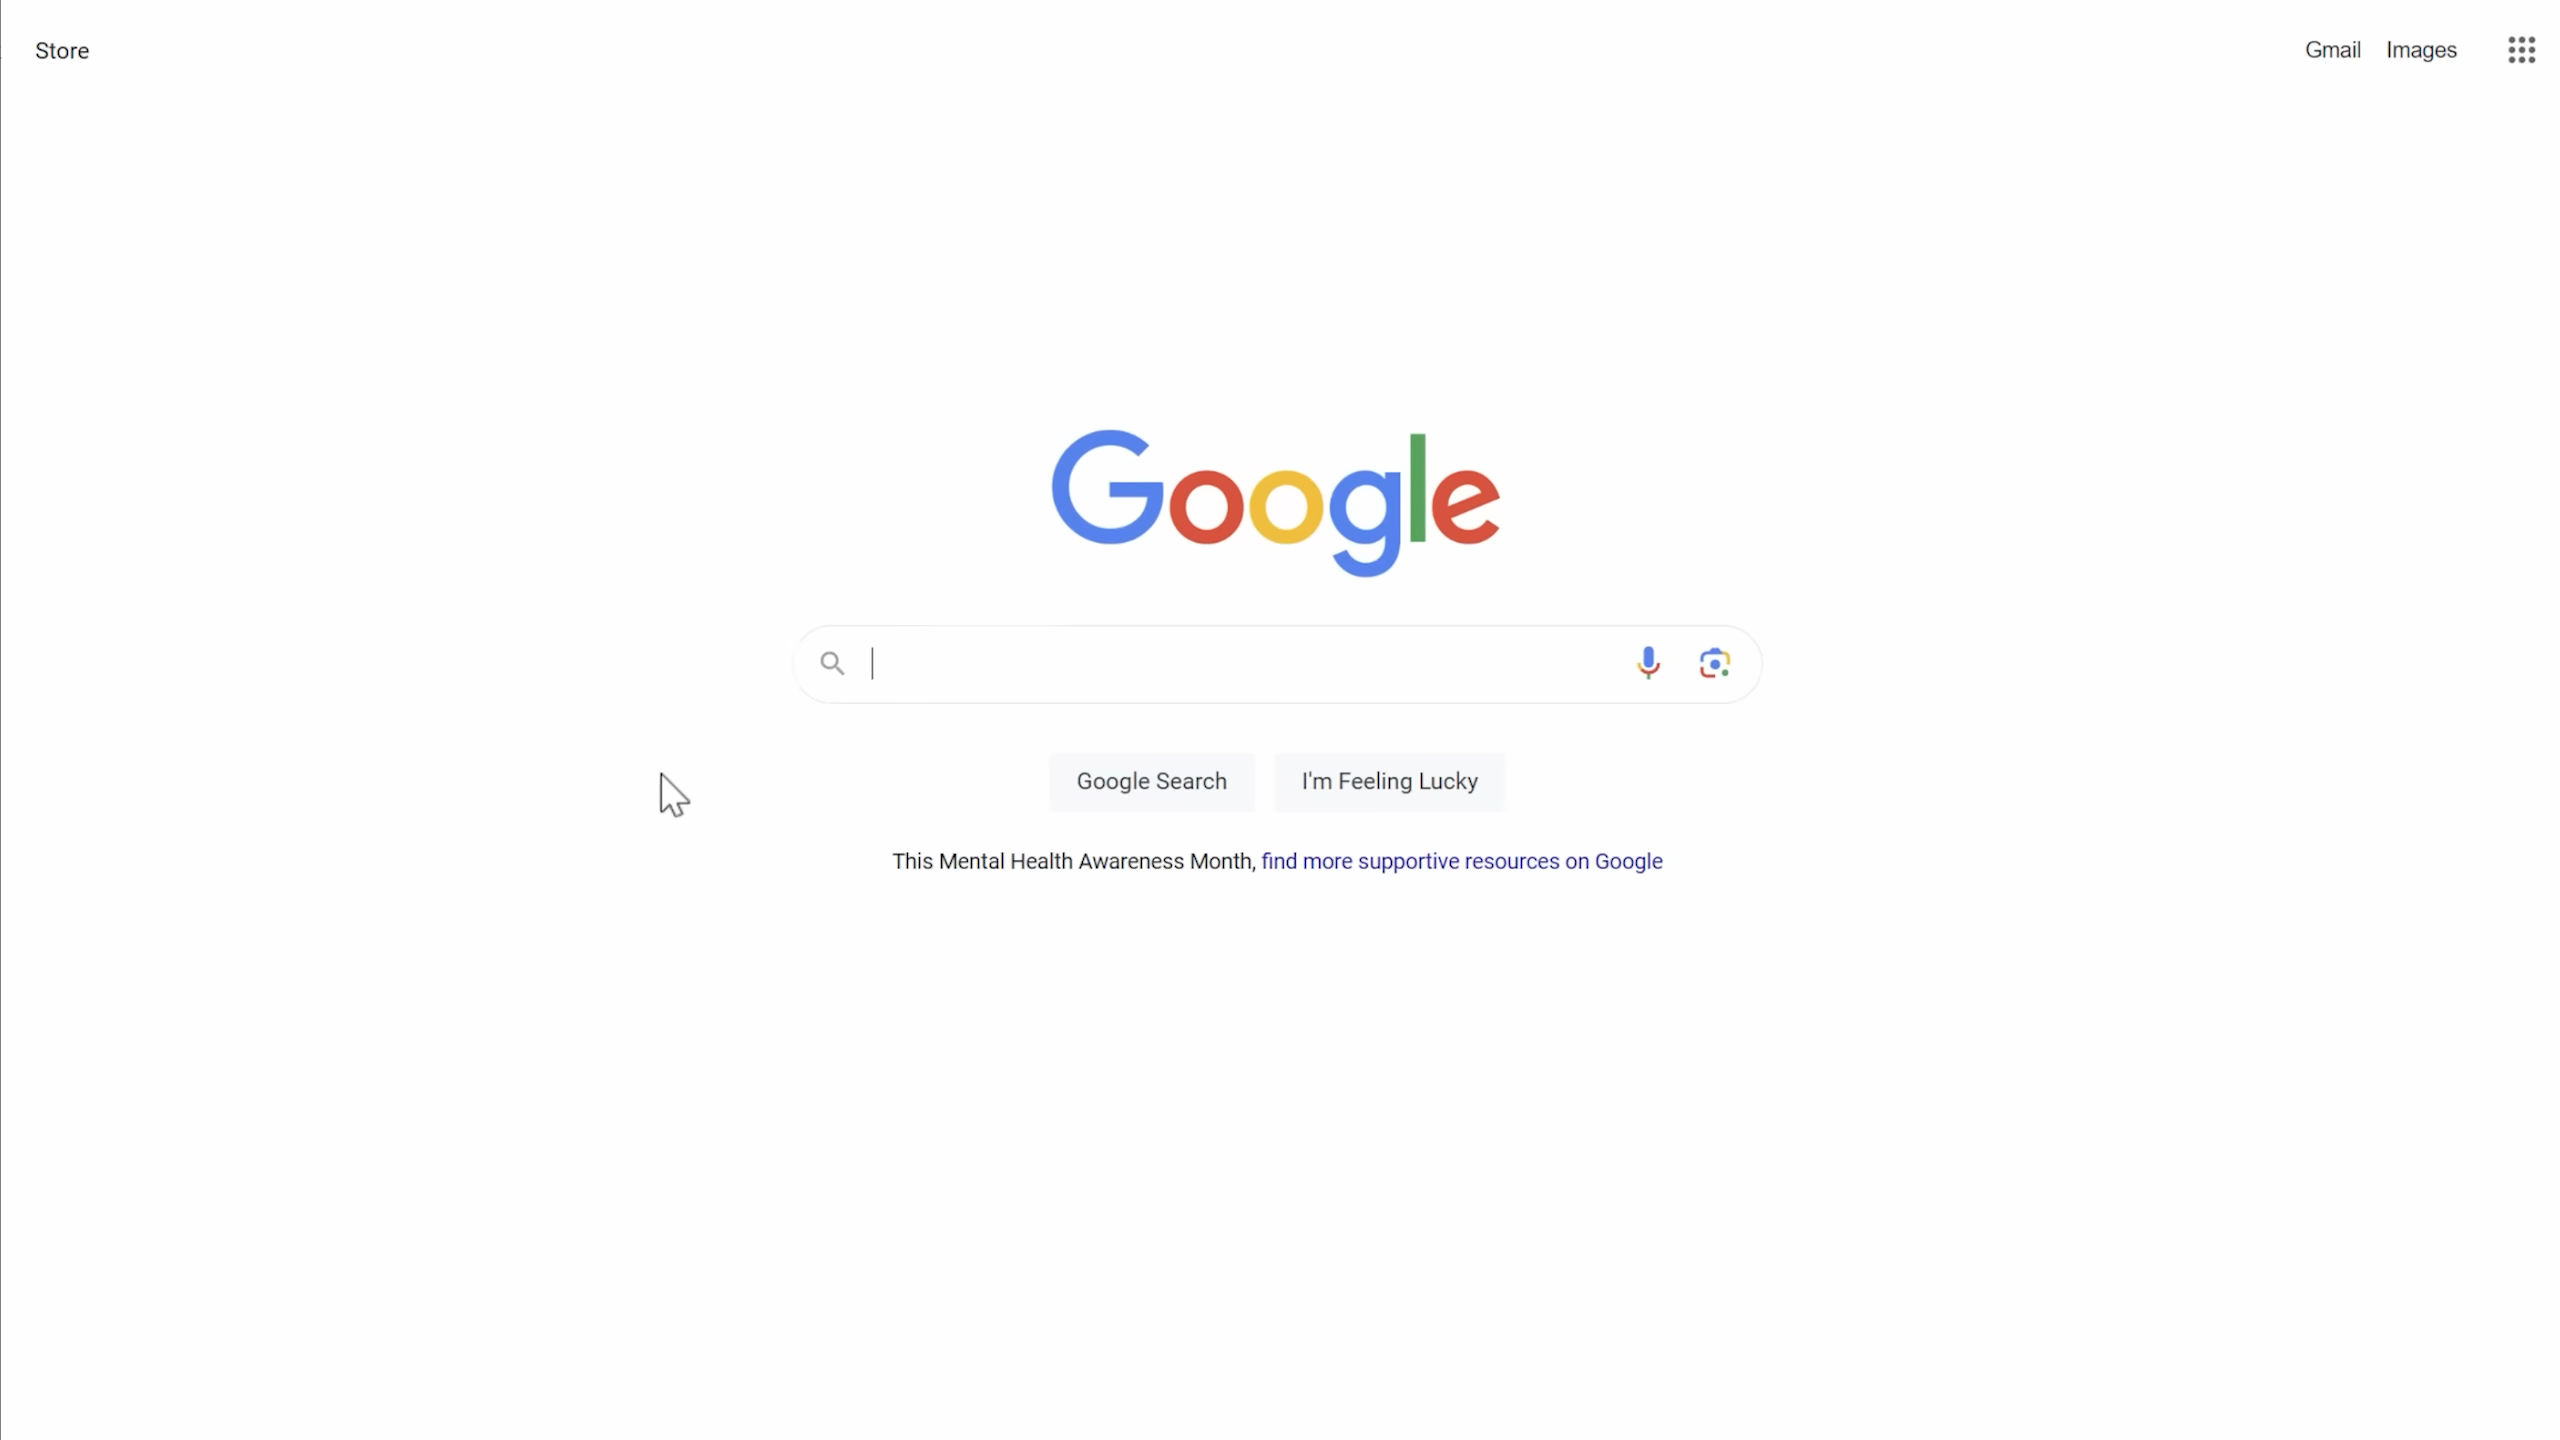 Store
Gmail Images
Google
Google Search I'm Feeling Lucky
This Mental Health Awareness Month, find more supportive resources on Google